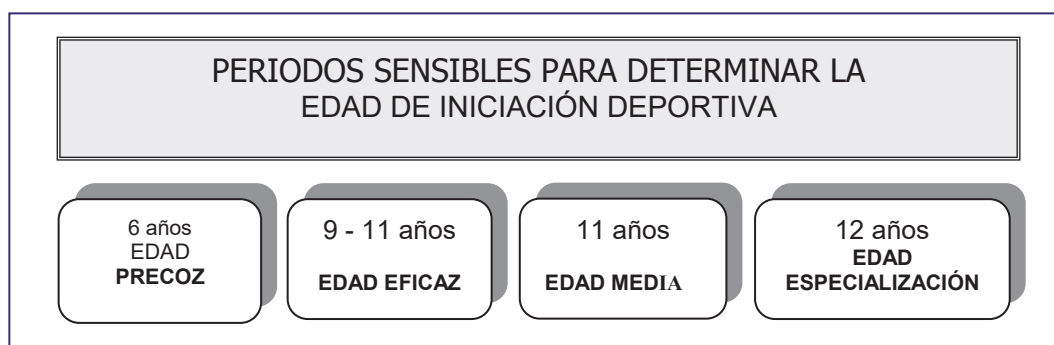 PERIODOS SENSIBLES PARA DETERMINAR LA
EDAD DE INICIACIÓN DEPORTIVA
6 años
EDAD
PRECOZ
9 - 11 años
EDAD EFICAZ
11 años
EDAD MEDIA
12 años
EDAD
ESPECIALIZACIÓN